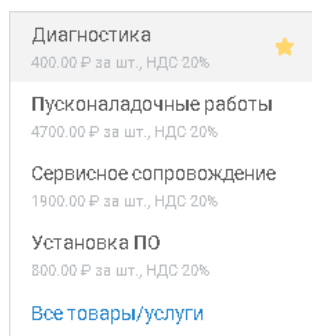 Диагностика
400.00 ₽ за шт., НДС 20%
Пусконаладочные работы
4700.00 ₽ за шт., НДС 20%
Сервисное сопровождение
1900.00 ₽ за шт., НДС 20%
Установка ПО
800.00 ₽ за шт., НДС 20%
Все товары/услуги